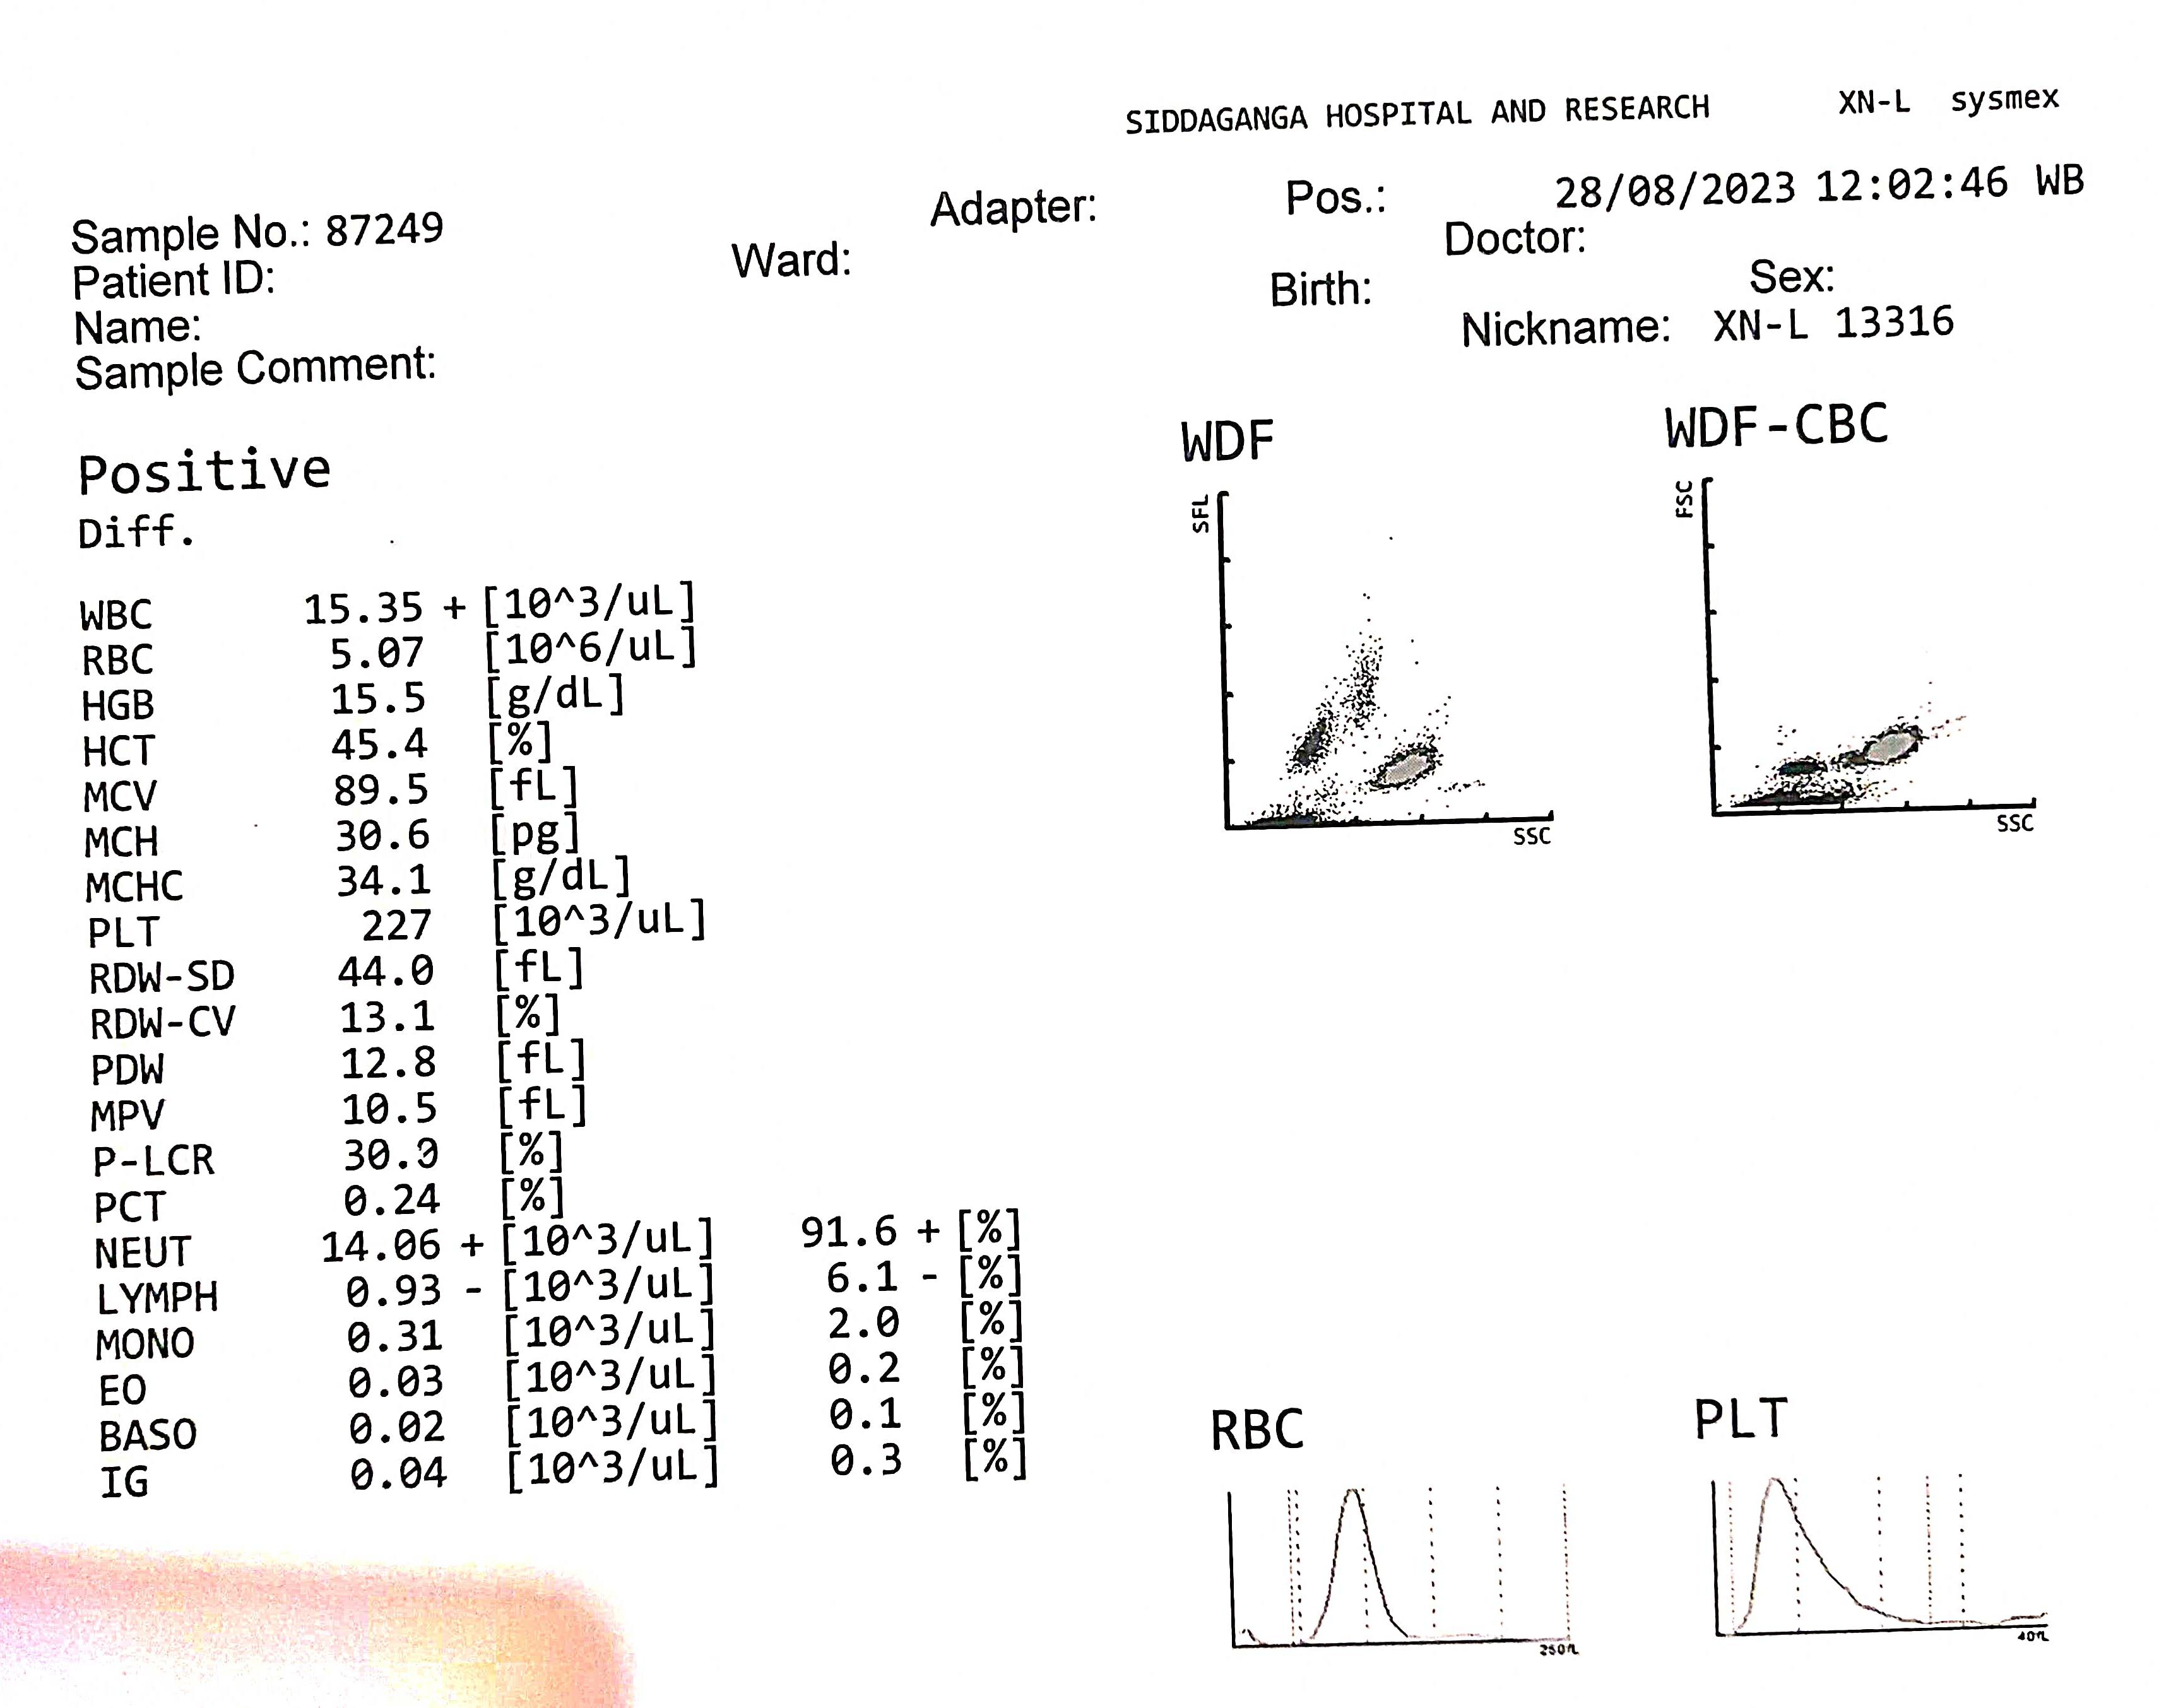 SIDDAGANGA HOSPITAL AND RESEARCH XN-L sysmex
Sample No.: 87249 Adapter: Pos.: 28/08/2023 12:02:46 WB
Patient ID: Ward: Doctor:
Name: Birth: Sex:
Sample Comment: Nickname: XN-L 13316
Positive
Diff.
WDF
SFL
SSC
WDF-CBC
FSC
SSC
WBC 15.35 + [10^3/uL]
RBC 5.07 [10^6/uL]
HGB 15.5 [g/dL]
HCT 45.4 [%]
MCV 89.5 [fL]
MCH 30.6 [pg]
MCHC 34.1 [g/dL]
PLT 227 [10^3/uL]
RDW-SD 44.0 [fL]
RDW-CV 13.1 [%]
PDW 12.8 [fL]
MPV 10.5 [fL]
P-LCR [%]
PCT 0.24 [%]
NEUT 14.06 + [10^3/uL] 91.6 + [%]
LYMPH 0.93 - [10^3/uL] 6.1 - [%]
MONO 0.31 [10^3/uL] 2.0 [%]
EO 0.03 [10^3/uL] 0.2 [%]
BASO 0.02 [10^3/uL] 0.1 [%]
IG 0.04 [10^3/uL] 0.3 [%]
RBC
PLT